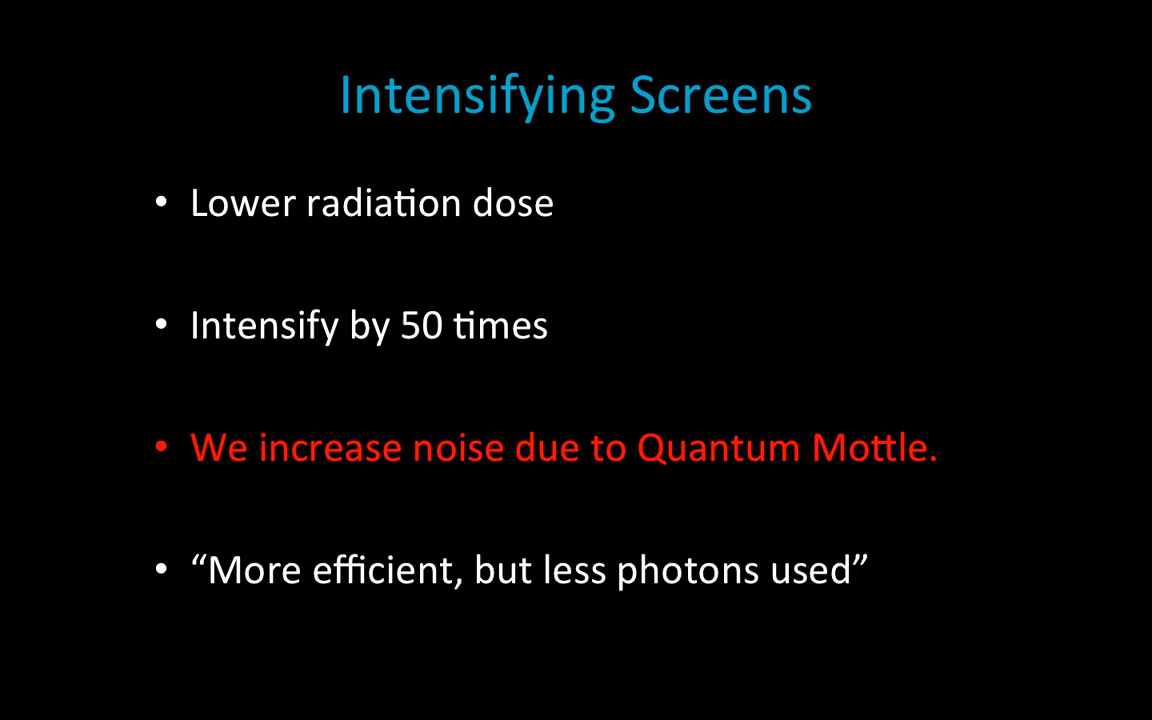 Intensifying Screens
• Lower radiation dose
• Intensify by 50 times
• We increase noise due to Quantum Mottle.
• “More efficient, but less photons used”